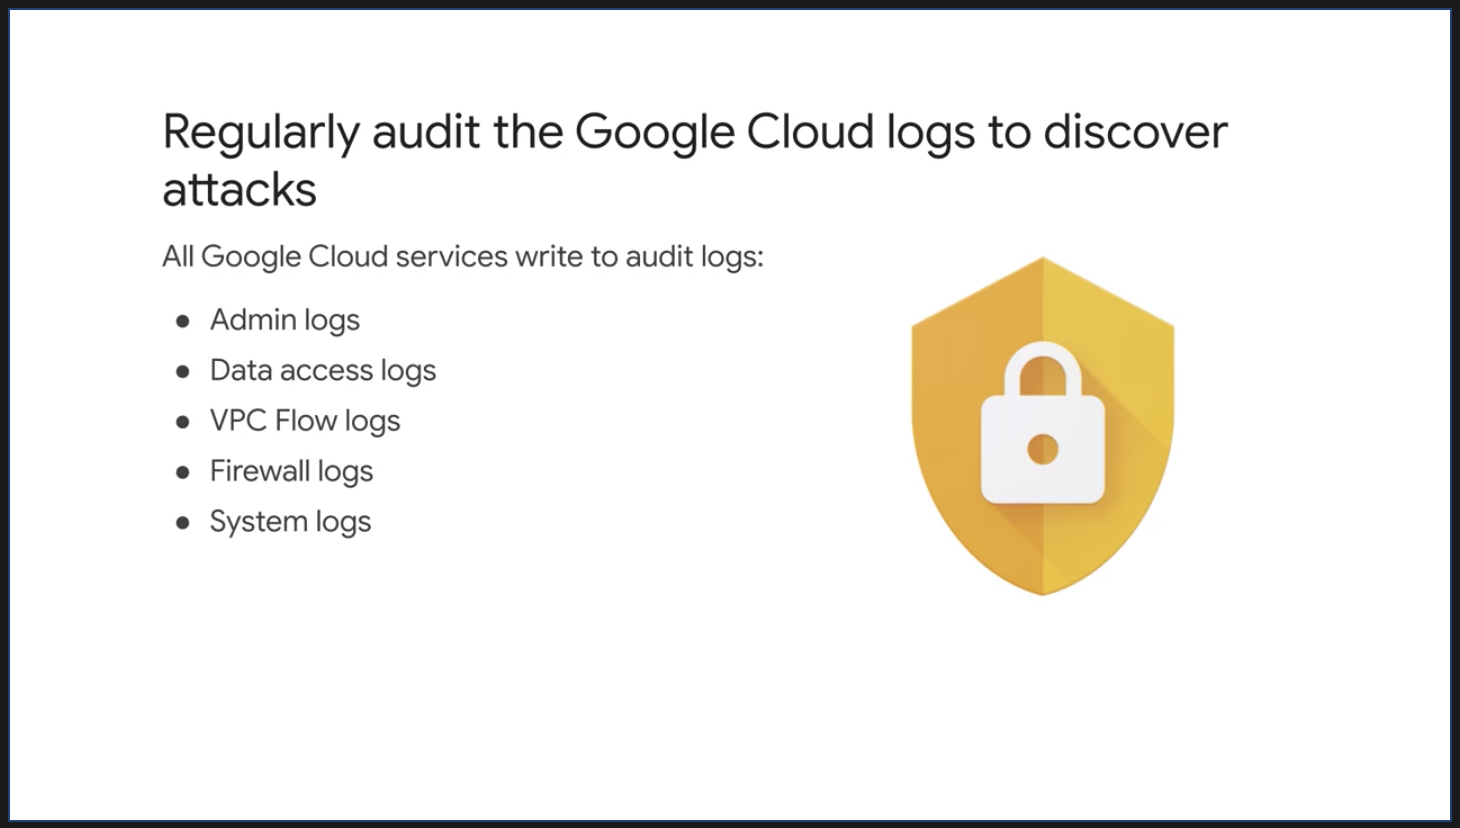 Regularly audit the Google Cloud logs to discover
attacks
All Google Cloud services write to audit logs:
● Admin logs
● Data access logs
● VPC Flow logs
● Firewall logs
● System logs